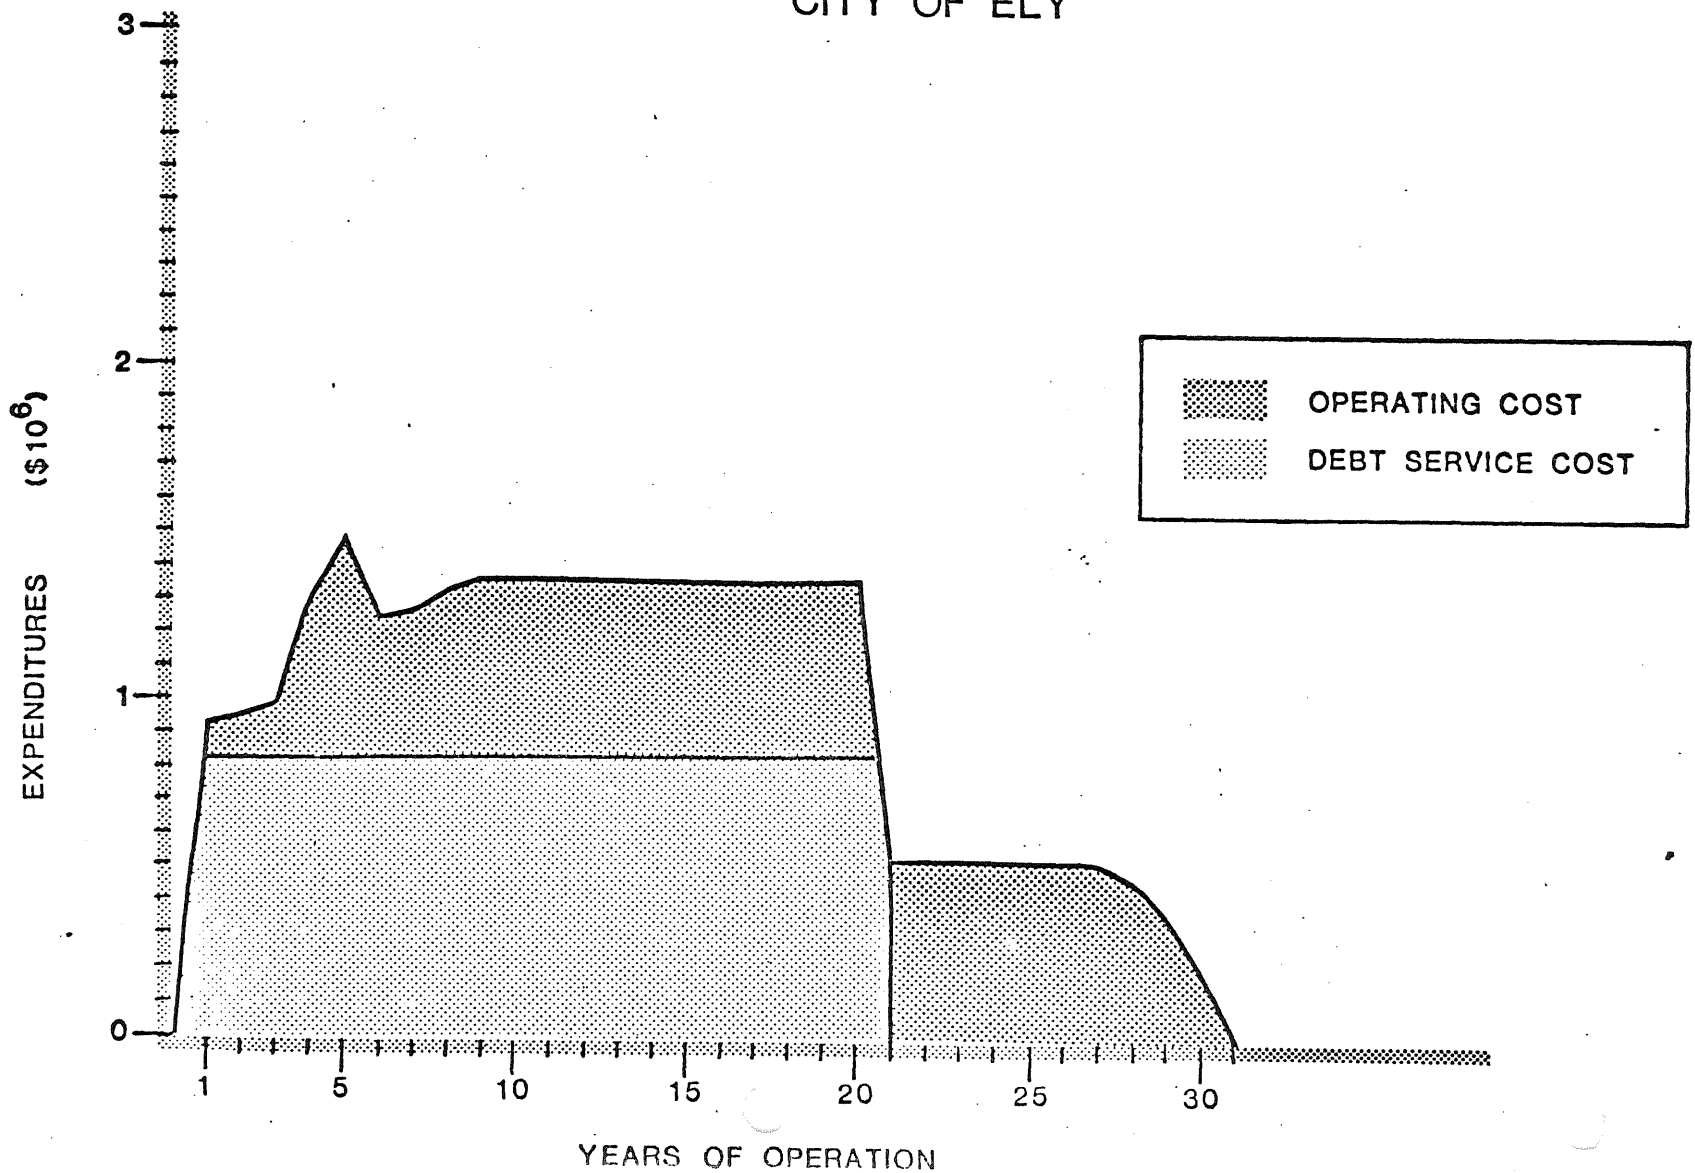 CITY OF ELY
3
2
1
0
EXPENDITURES ($10⁶)
OPERATING COST
DEBT SERVICE COST
1 5 10 15 20 25 30
YEARS OF OPERATION